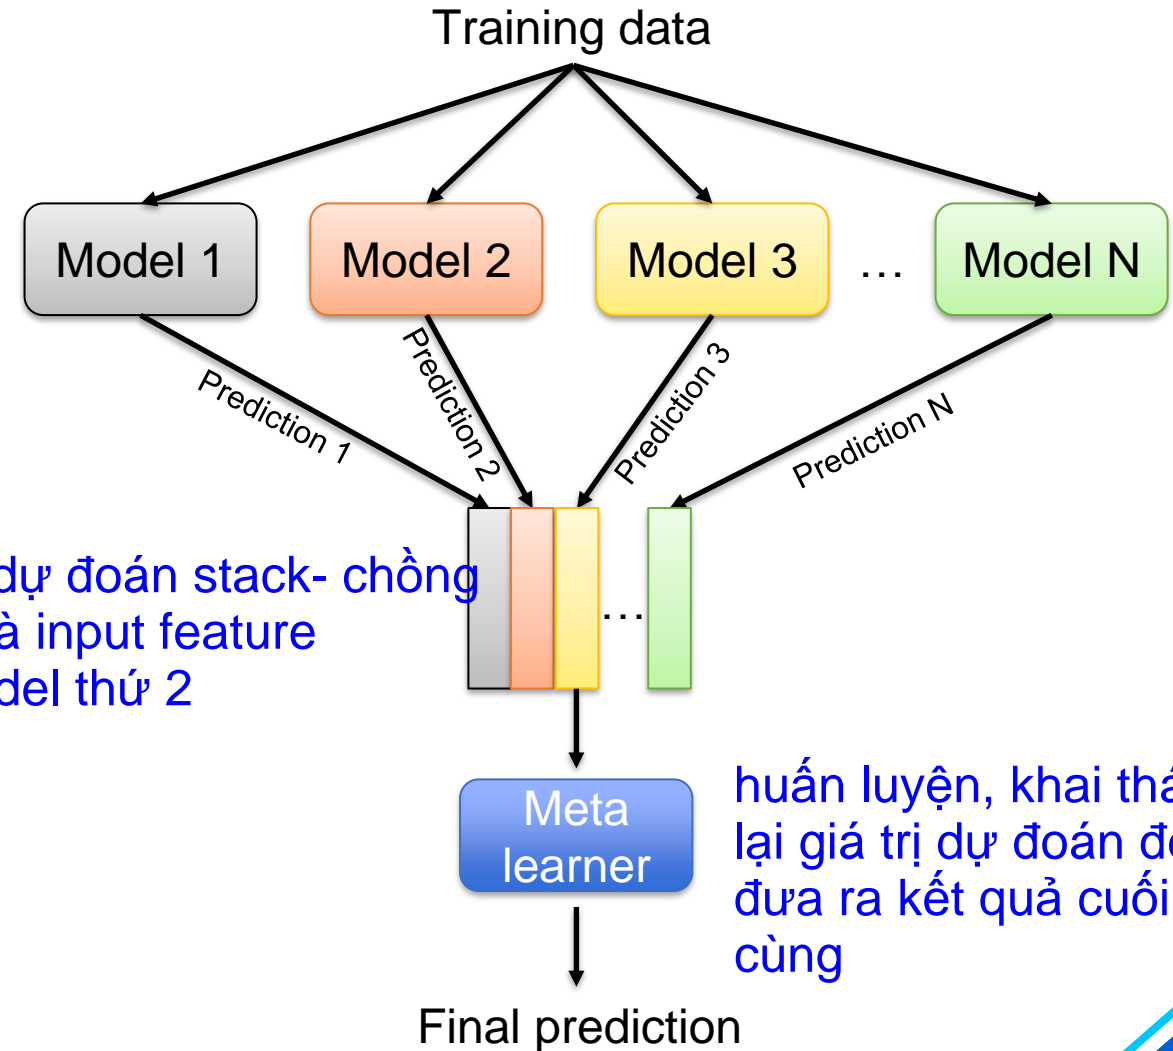 Training data
Model 1
Model 2
Model 3
...
Model N
Prediction 1
Prediction 2
Prediction 3
Prediction N
dự đoán stack- chồng
input feature
thứ 2
...
Meta
learner
huấn luyện, khai
lại giá trị dự đoán
đưa ra kết quả cuối
cùng
Final prediction